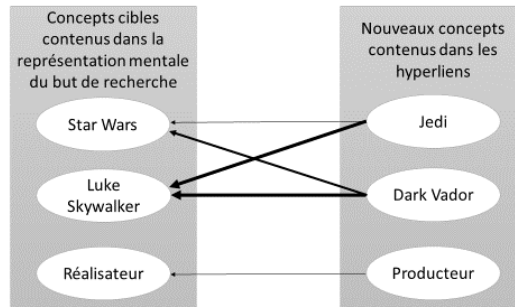 Concepts cibles
contenus dans la
représentation mentale
du but de recherche
Star Wars
Luke
Skywalker
Réalisateur
Nouveaux concepts
contenus dans les
hyperliens
Jedi
Dark Vador
Producteur